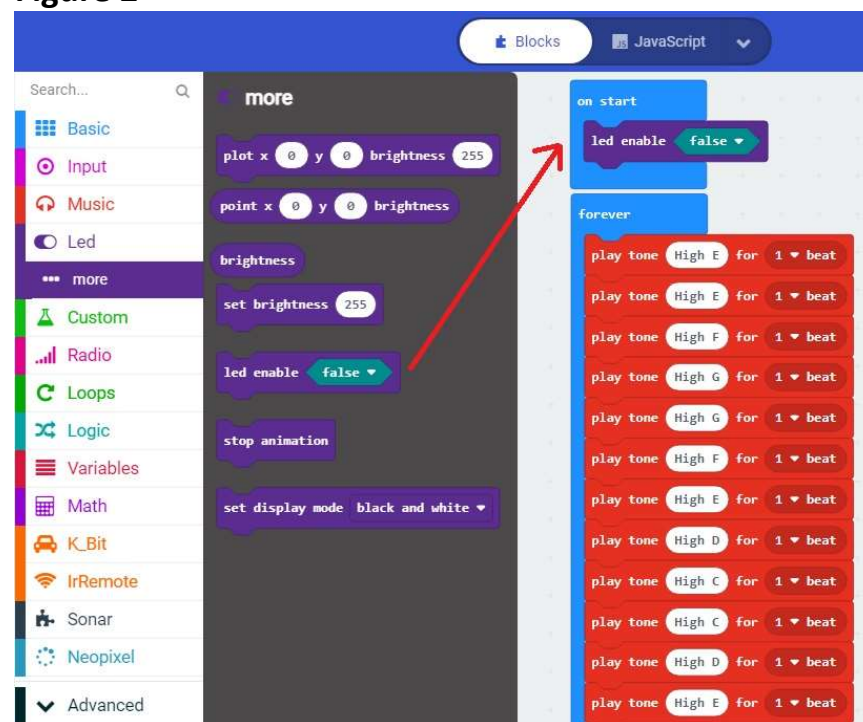 Blocks
JavaScript
Search...
Basic
Input
Music
Led
more
Custom
Radio
Loops
Logic
Variables
Math
K_Bit
IrRemote
Sonar
Neopixel
Advanced
more
plot x 0 y 0 brightness 255
point x 0 y 0 brightness
brightness
set brightness 255
led enable false
stop animation
set display mode black and white
on start
led enable false
forever
play tone High E for 1 beat
play tone High E for 1 beat
play tone High F for 1 beat
play tone High G for 1 beat
play tone High G for 1 beat
play tone High F for 1 beat
play tone High E for 1 beat
play tone High D for 1 beat
play tone High C for 1 beat
play tone High C for 1 beat
play tone High D for 1 beat
play tone High E for 1 beat